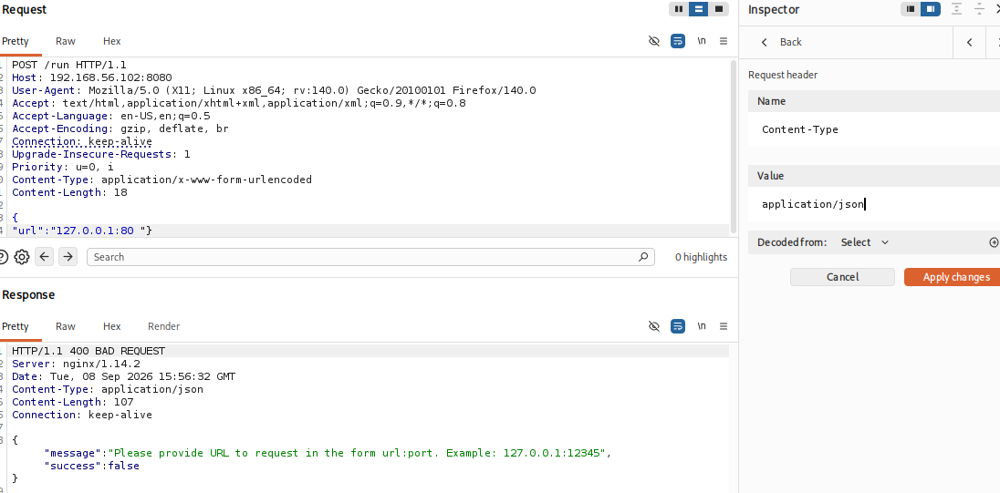 Request
Inspector
Pretty Raw Hex
\n
Back
POST /run HTTP/1.1
Host: 192.168.56.102:8080
User-Agent: Mozilla/5.0 (X11; Linux x86_64; rv:140.0) Gecko/20100101 Firefox/140.0
Accept: text/html,application/xhtml+xml,application/xml;q=0.9,*/*;q=0.8
Accept-Language: en-US,en;q=0.5
Accept-Encoding: gzip, deflate, br
Connection: keep-alive
Upgrade-Insecure-Requests: 1
Priority: u=0, i
Content-Type: application/x-www-form-urlencoded
Content-Length: 18
{
"url":"127.0.0.1:80 "}
Search
0 highlights
Request header
Name
Content-Type
Value
application/json
Decoded from: Select
Cancel
Apply changes
Response
Pretty Raw Hex Render
\n
HTTP/1.1 400 BAD REQUEST
Server: nginx/1.14.2
Date: Tue, 08 Sep 2026 15:56:32 GMT
Content-Type: application/json
Content-Length: 107
Connection: keep-alive
{
"message":"Please provide URL to request in the form url:port. Example: 127.0.0.1:12345",
"success":false
}